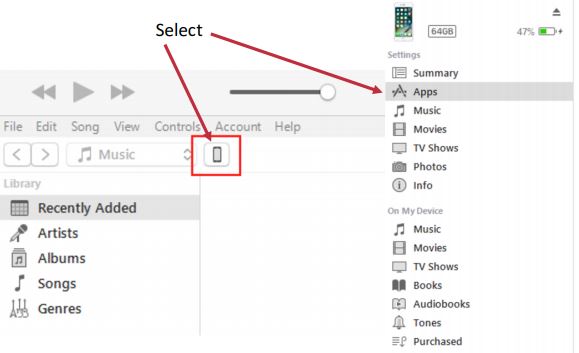 Select
File Edit Song View Controls Account Help
Music
Library
Recently Added
Artists
Albums
Songs
Genres
64GB 47%
Settings
Summary
Apps
Music
Movies
TV Shows
Photos
Info
On My Device
Music
Movies
TV Shows
Books
Audiobooks
Tones
Purchased